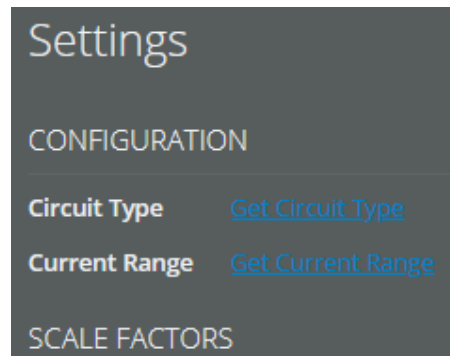 Settings
CONFIGURATION
Circuit Type Get Circuit Type
Current Range Get Current Range
SCALE FACTORS